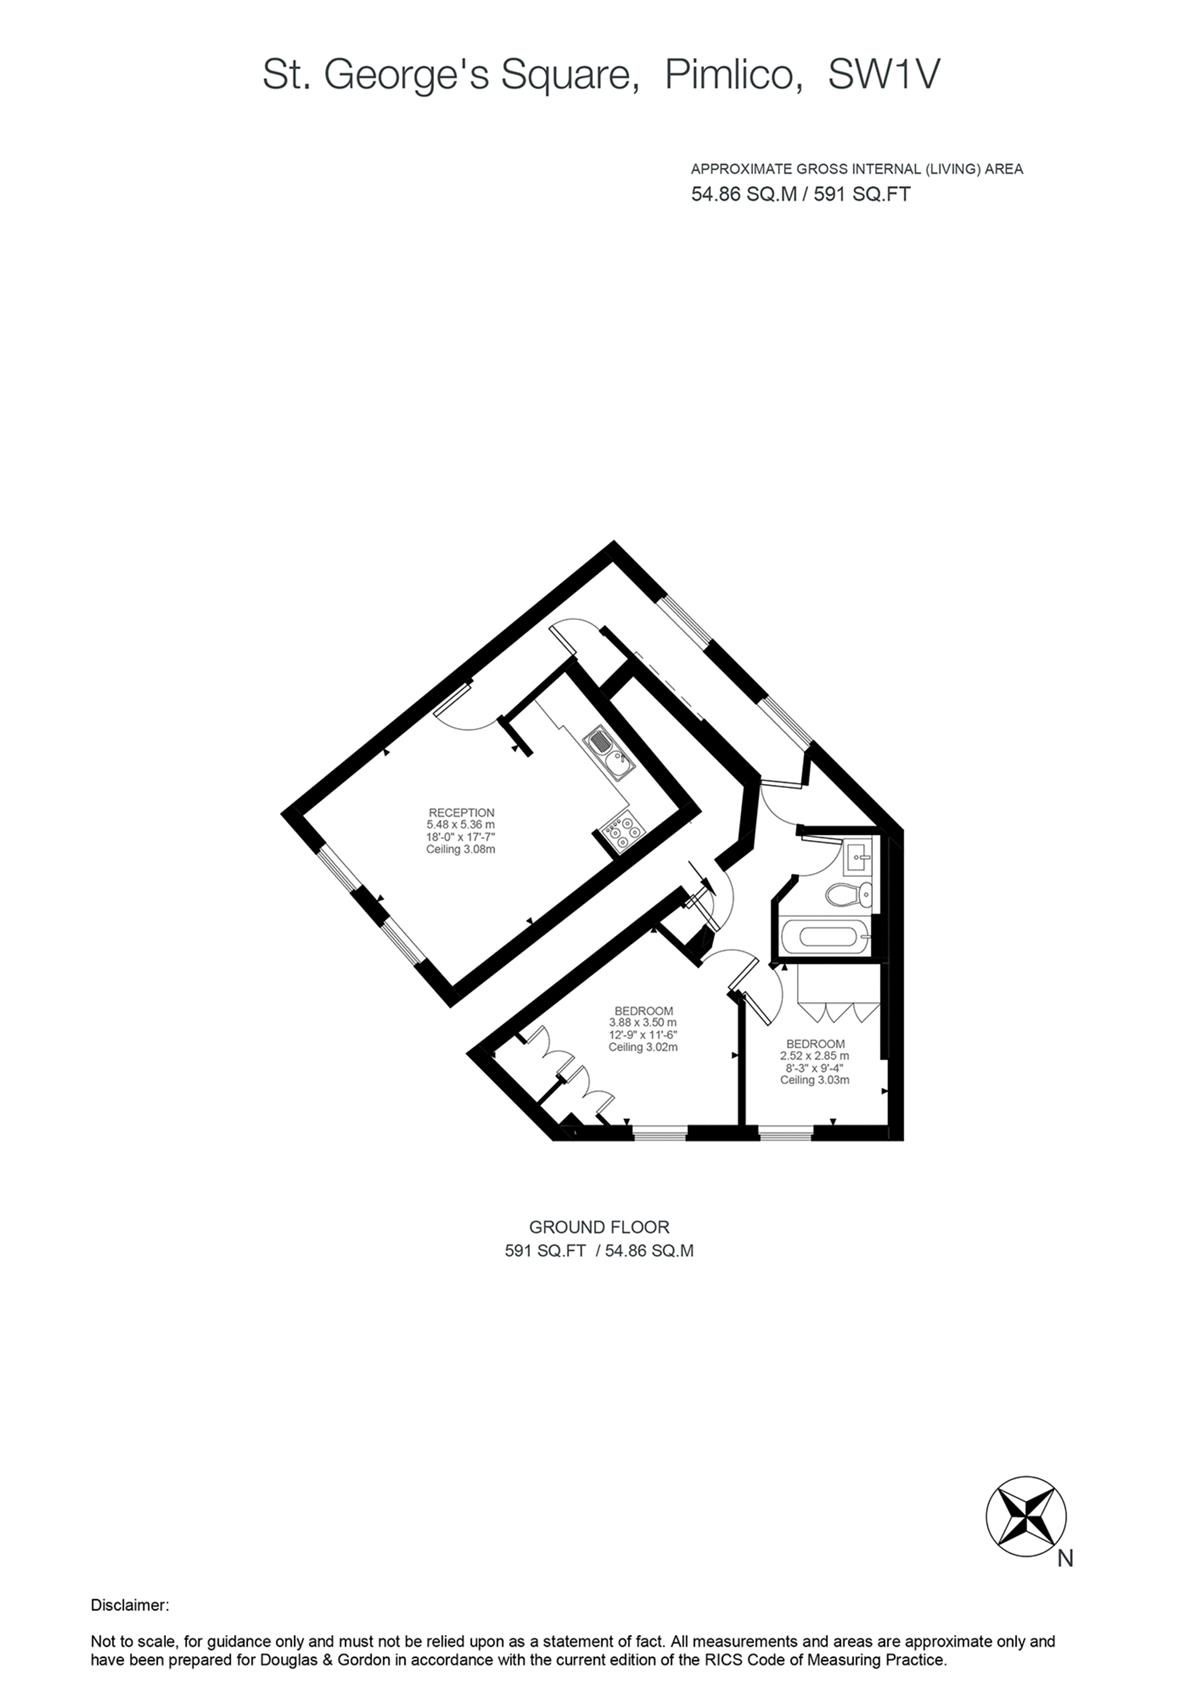 St. George's Square, Pimlico, SW1V
APPROXIMATE GROSS INTERNAL (LIVING) AREA
54.86 SQ.M / 591 SQ.FT
RECEPTION
5.48 x 5.36 m
18'-0" x 17'-7"
Ceiling 3.08m
BEDROOM
3.88 x 3.50 m
12'-9" x 11'-6"
Ceiling 3.02m
BEDROOM
2.52 x 2.85 m
8'-3" x 9'-4"
Ceiling 3.03m
GROUND FLOOR
591 SQ.FT / 54.86 SQ.M
N
Disclaimer:
Not to scale, for guidance only and must not be relied upon as a statement of fact. All measurements and areas are approximate only and
have been prepared for Douglas & Gordon in accordance with the current edition of the RICS Code of Measuring Practice.